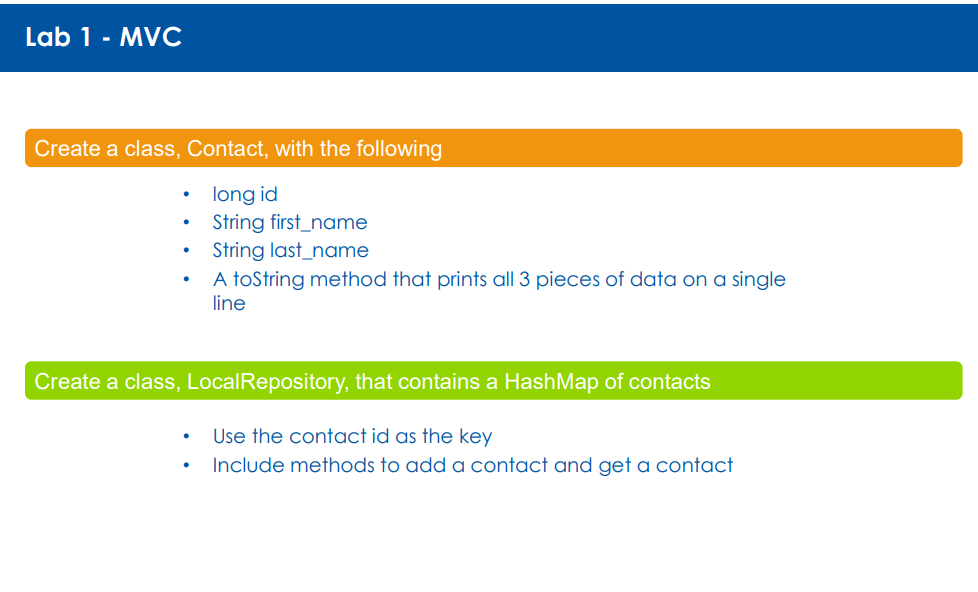 Lab 1 - MVC
Create a class, Contact, with the following
• long id
• String first_name
• String last_name
• A toString method that prints all 3 pieces of data on a single
line
Create a class, LocalRepository, that contains a HashMap of contacts
• Use the contact id as the key
• Include methods to add a contact and get a contact